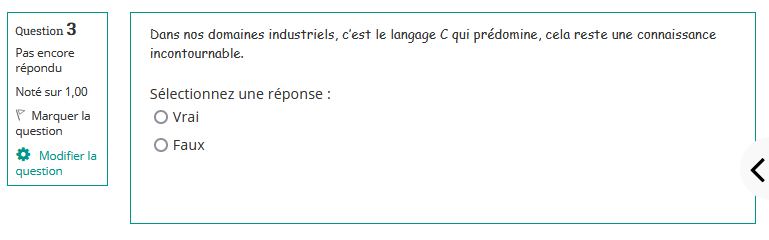 Question 3
Pas encore
répondu
Noté sur 1,00
Marquer la
question
Modifier la
question
Dans nos domaines industriels, c'est le langage C qui prédomine, cela reste une connaissance
incontournable.
Sélectionnez une réponse :
Vrai
Faux